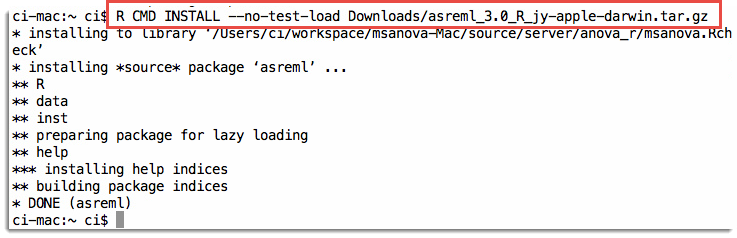 ci-mac:~ ci$ R CMD INSTALL --no-test-load Downloads/asreml_3.0_R_jy-apple-darwin.tar.gz
* installing to library ‘/Users/ci/workspace/msanova-Mac/source/server/anova_r/msanova.Rch
eck’
* installing *source* package ‘asreml’ ...
** R
** data
** inst
** preparing package for lazy loading
** help
*** installing help indices
** building package indices
* DONE (asreml)
ci-mac:~ ci$